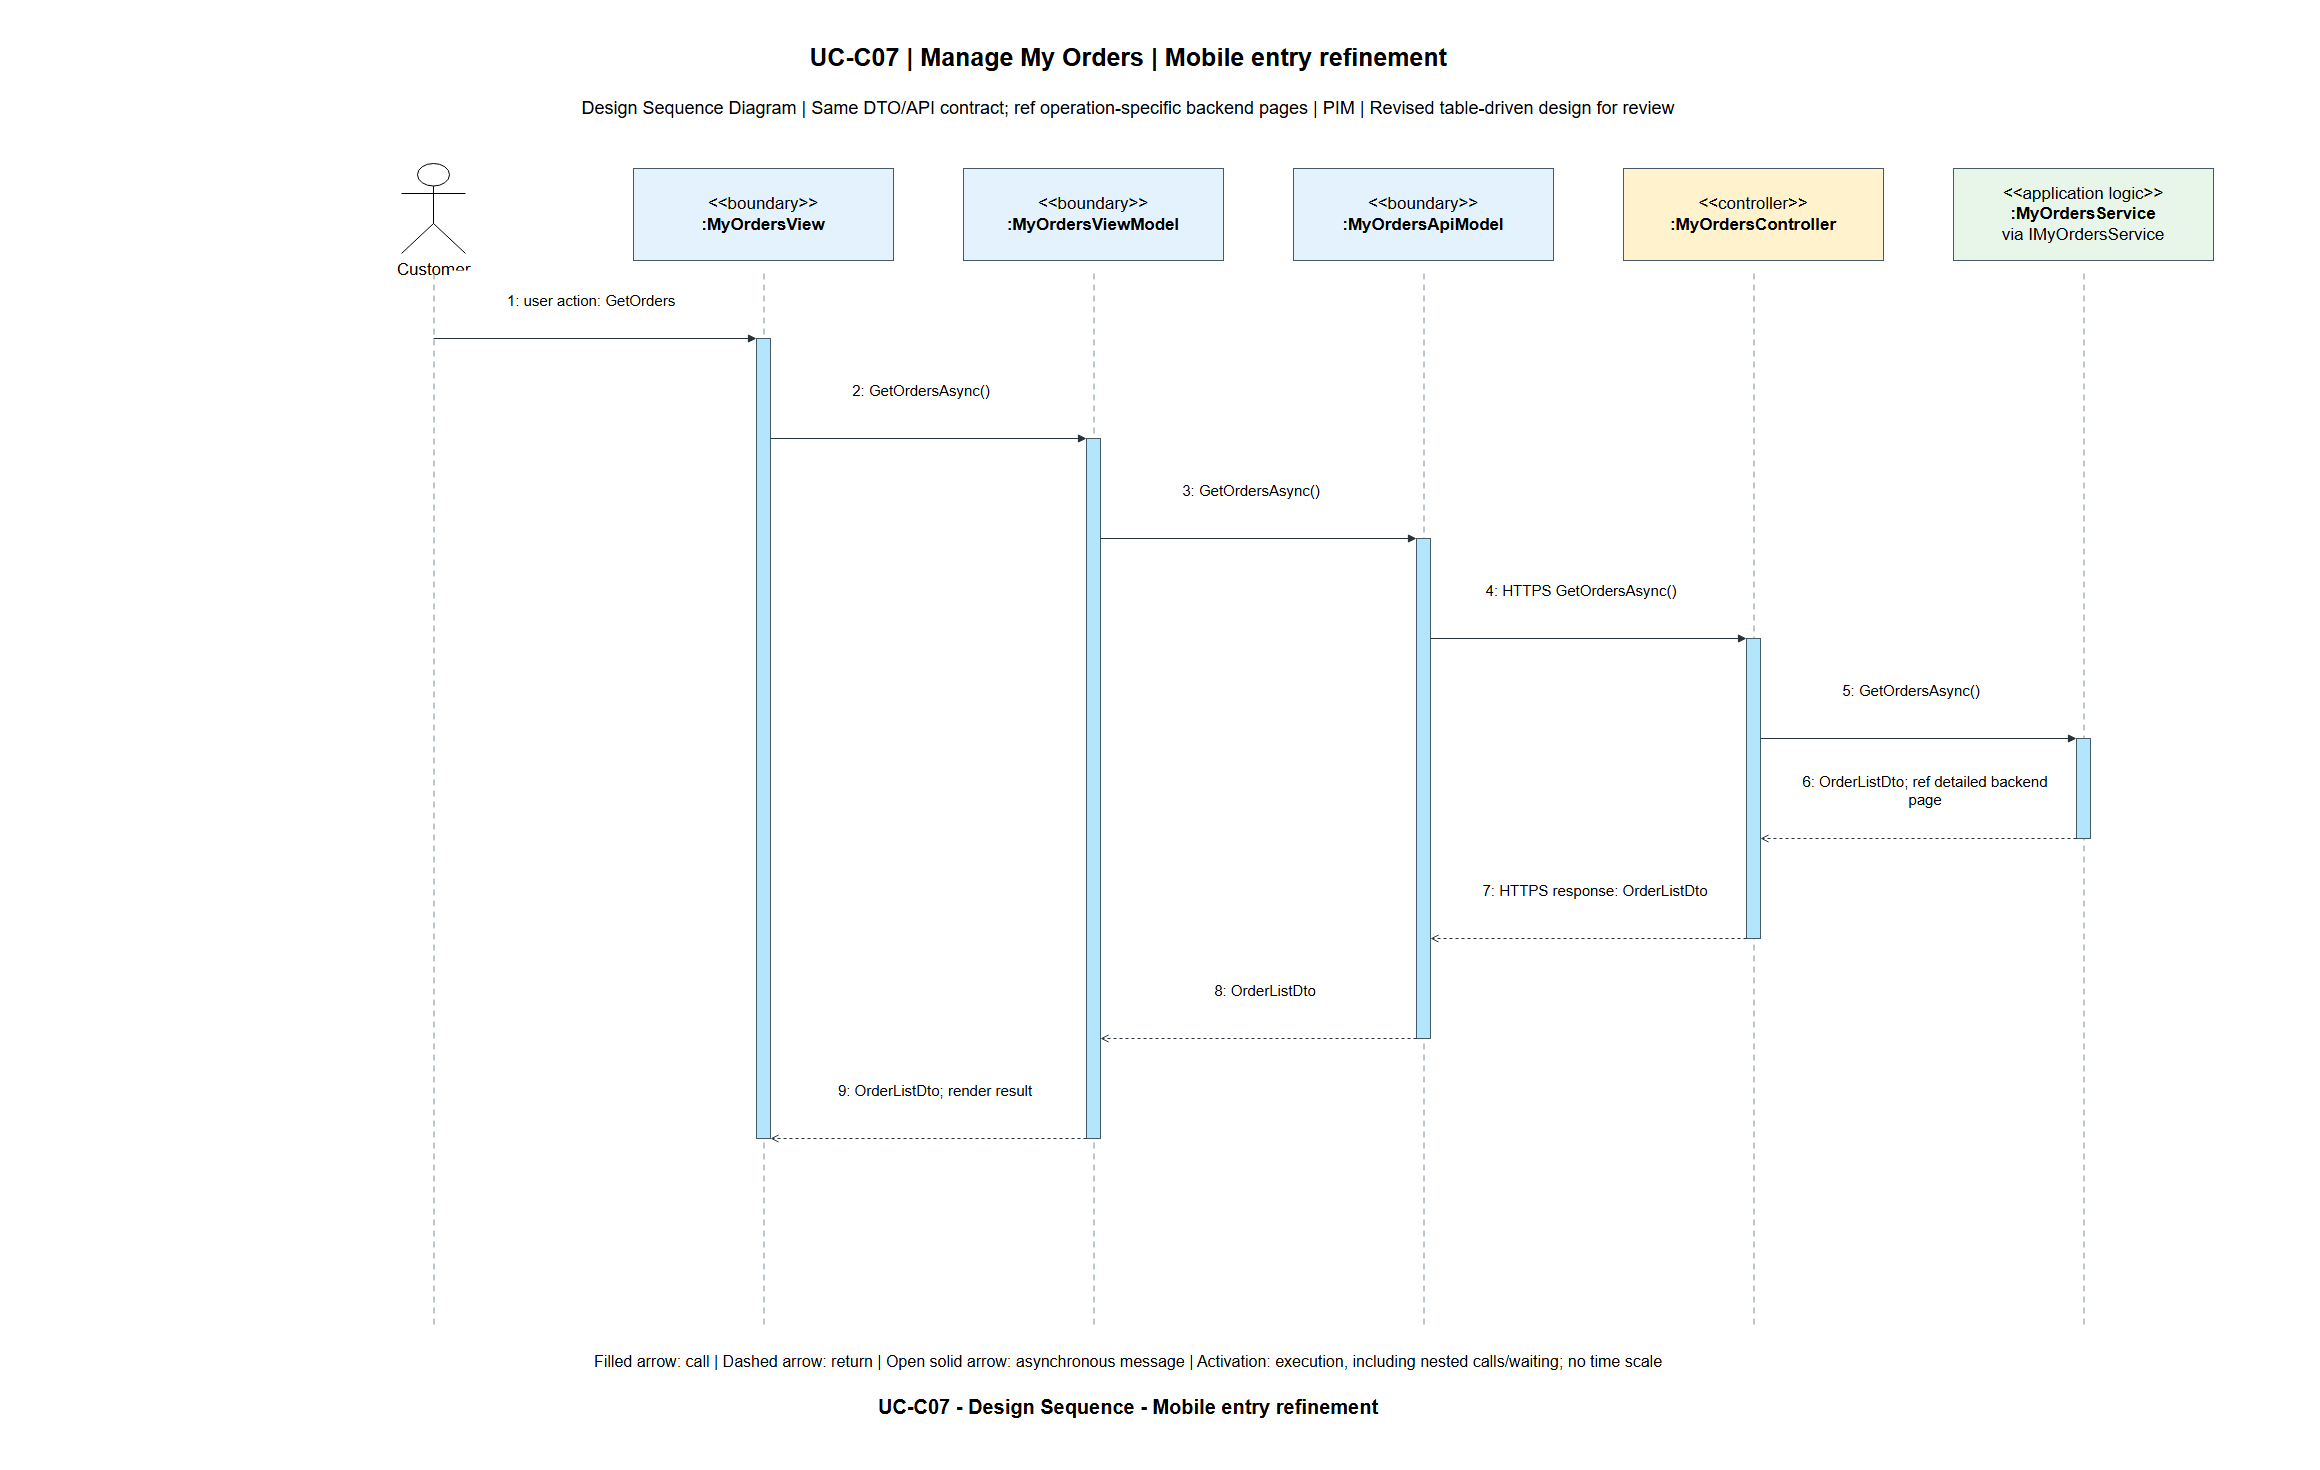 UC-C07 | Manage My Orders | Mobile entry refinement
Design Sequence Diagram | Same DTO/API contract; ref operation-specific backend pages | PIM | Revised table-driven design for review
<<boundary>>
:MyOrdersView
<<boundary>>
:MyOrdersViewModel
<<boundary>>
:MyOrdersApiModel
<<controller>>
:MyOrdersController
<<application logic>>
:MyOrdersService
via IMyOrdersService
Customer
1: user action: GetOrders
2: GetOrdersAsync()
3: GetOrdersAsync()
4: HTTPS GetOrdersAsync()
5: GetOrdersAsync()
6: OrderListDto; ref detailed backend
page
7: HTTPS response: OrderListDto
8: OrderListDto
9: OrderListDto; render result
Filled arrow: call | Dashed arrow: return | Open solid arrow: asynchronous message | Activation: execution, including nested calls/waiting; no time scale
UC-C07 - Design Sequence - Mobile entry refinement